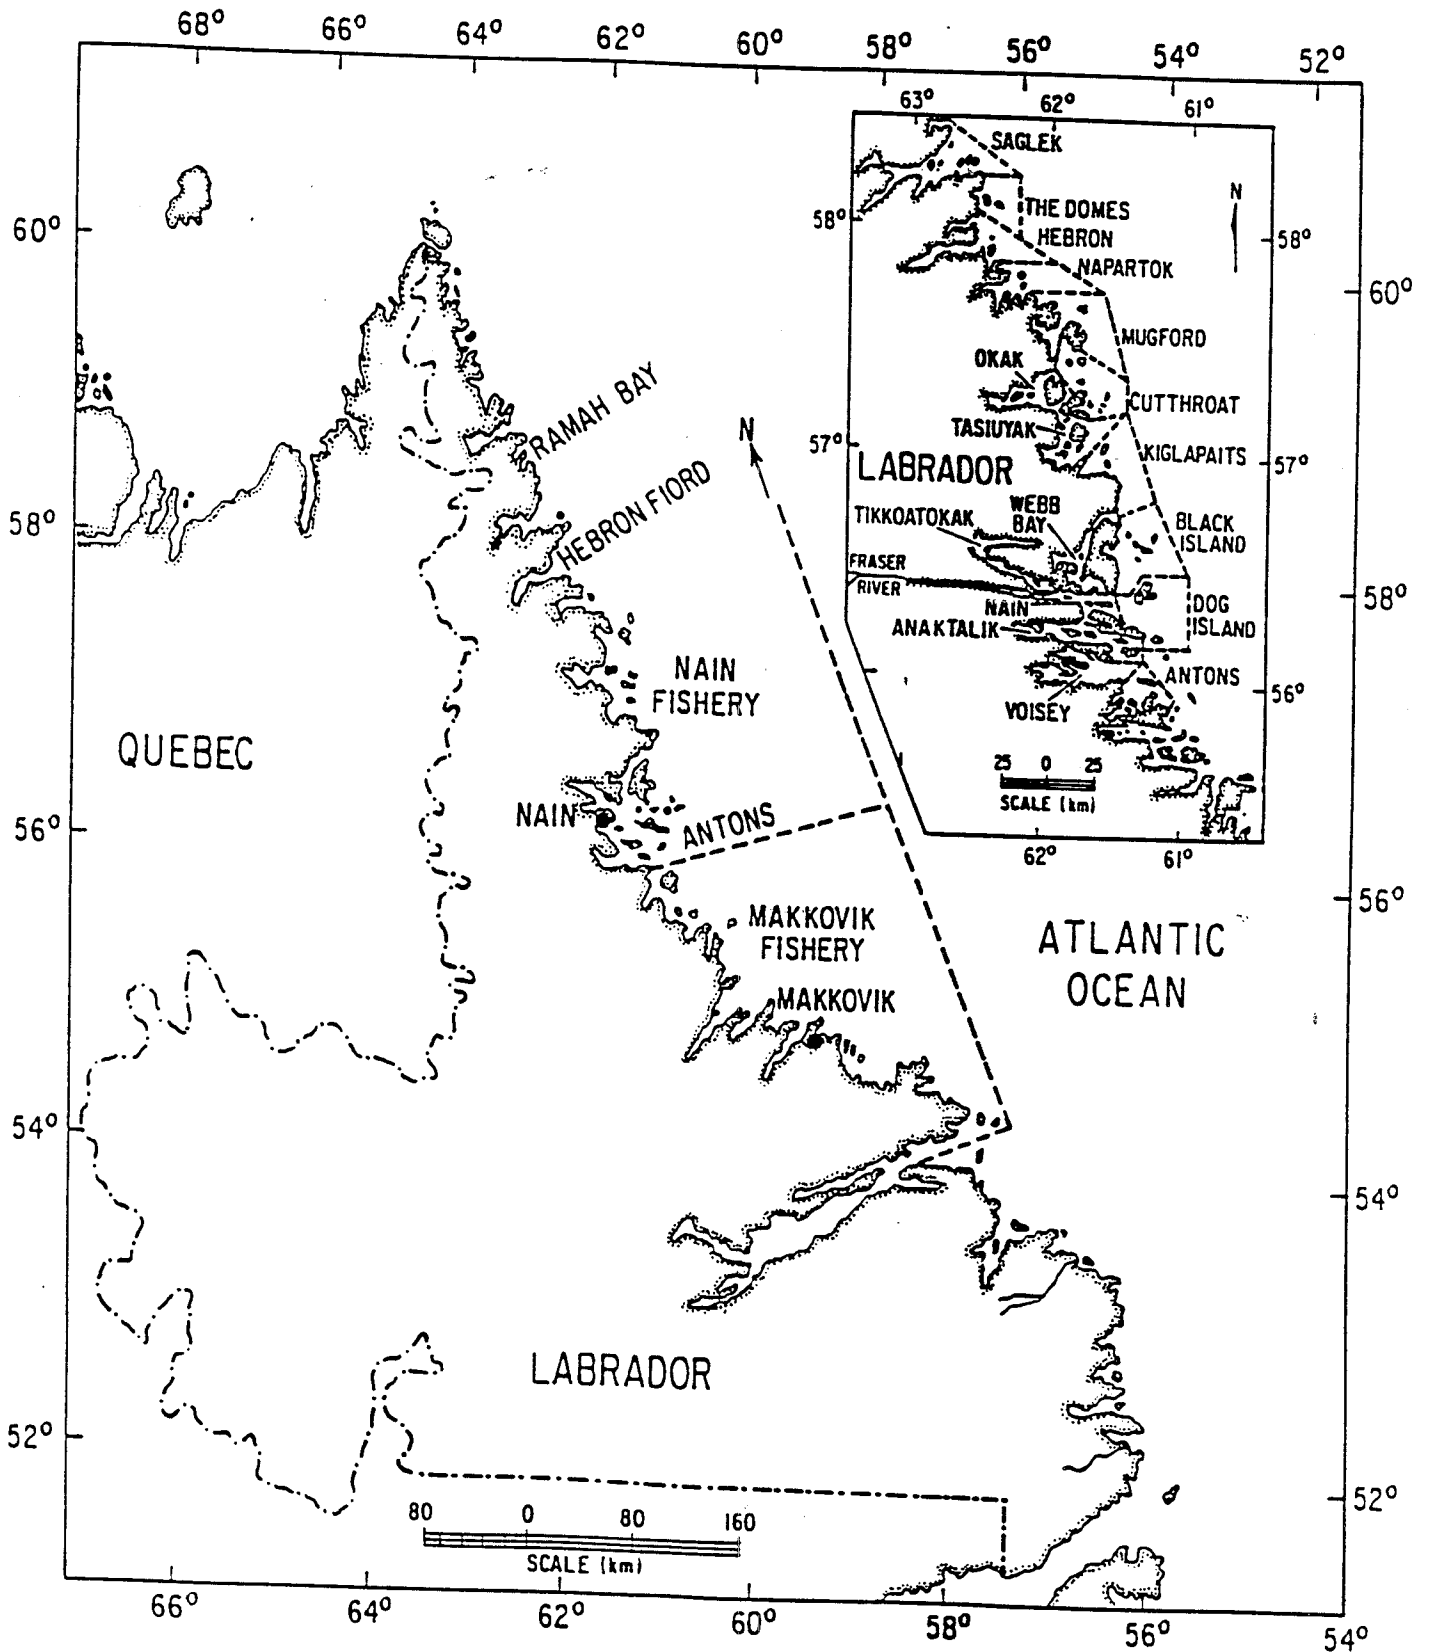 68° 66° 64° 62° 60° 58° 56° 54° 52°
63° 62° 61°
SAGLEK
N
THE DOMES
58°
HEBRON
58°
NAPARTOK
60°
60°
MUGFORD
OKAK
CUTTHROAT
TASIUYAK
57°
KIGLAPAITS
57°
LABRADOR
WEBB
BAY
TIKKOATOKAK
BLACK
ISLAND
FRASER
RIVER
NAIN
DOG
ISLAND
ANAKTALIK
ANTONS
56°
VOISEY
25 0 25
SCALE (km)
62° 61°
RAMAH BAY
N
HEBRON FIORD
58°
58°
NAIN
FISHERY
QUEBEC
NAIN
ANTONS
56°
56°
MAKKOVIK
FISHERY
ATLANTIC
OCEAN
MAKKOVIK
54°
54°
LABRADOR
52°
52°
80 0 80 160
SCALE (km)
66° 64° 62° 60° 58° 56° 54°